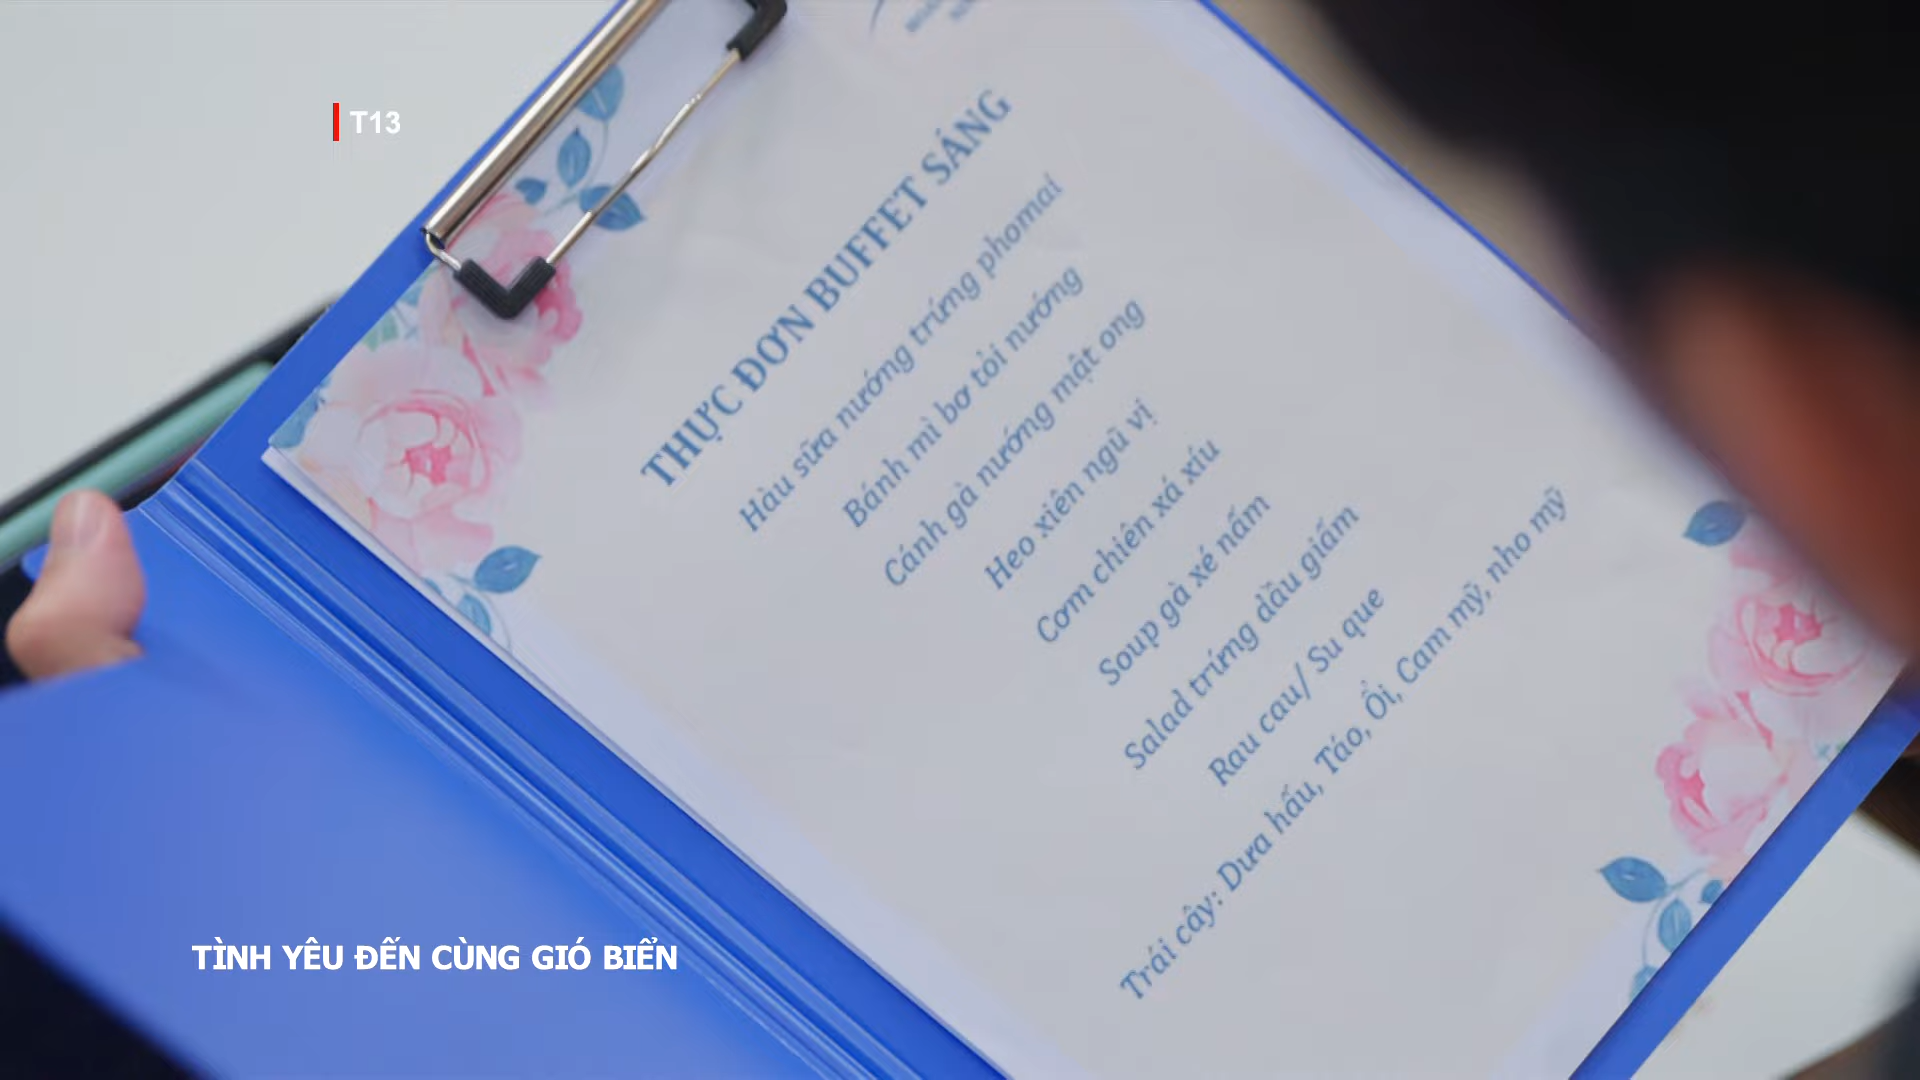 T13
THỰC ĐƠN BUFFET SÁNG
Hàu sữa nướng trứng phomai
Bánh mì bơ tỏi nướng
Cánh gà nướng mật ong
Heo xiên ngũ vị
Cơm chiên xá xíu
Soup gà xé nấm
Salad trứng dầu giấm
Rau cau/ Su que
Trái cây: Dưa hấu, Táo, Ổi, Cam mỹ, nho mỹ
TÌNH YÊU ĐẾN CÙNG GIÓ BIỂN